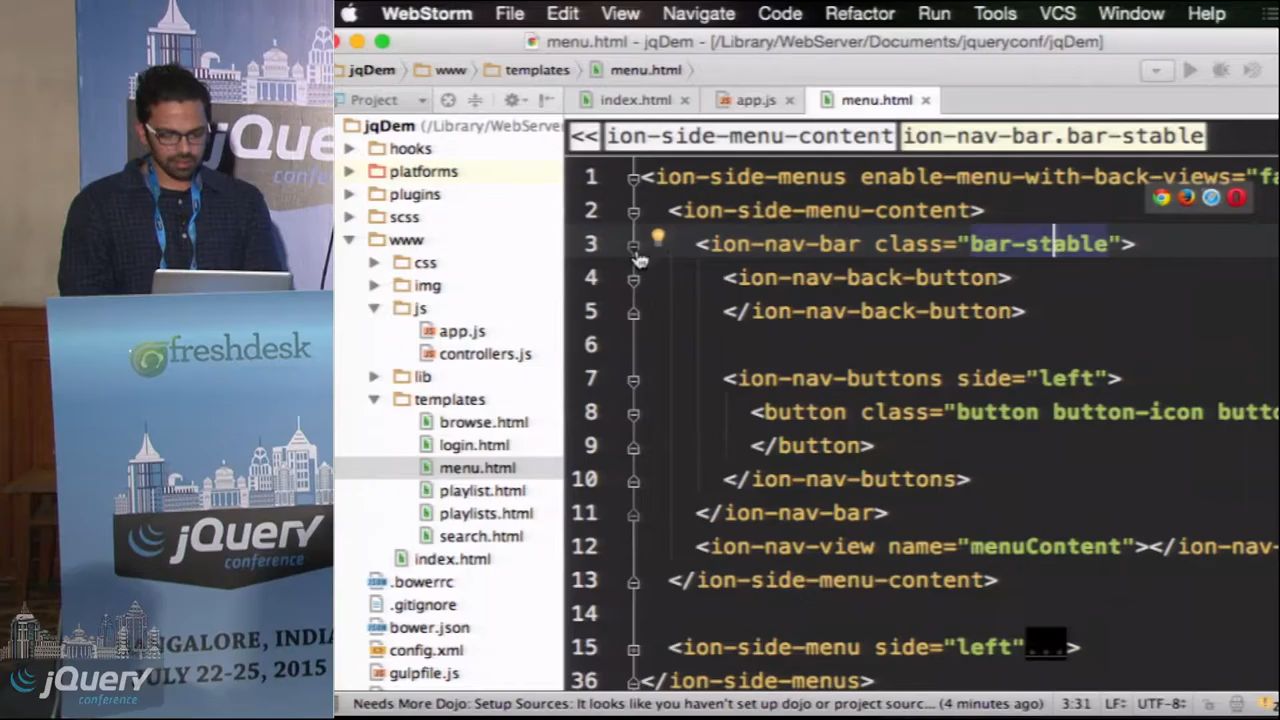 WebStorm File Edit View Navigate Code Refactor Run Tools VCS Window Help
menu.html - jqDem - [/Library/WebServer/Documents/jqueryconf/jqDem]
jqDem www templates menu.html
Project index.html app.js menu.html
jqDem (/Library/WebServer
hooks
platforms
plugins
scss
www
css
img
js
app.js
controllers.js
lib
templates
browse.html
login.html
menu.html
playlist.html
playlists.html
search.html
index.html
.bowerrc
.gitignore
bower.json
config.xml
gulpfile.js
<< ion-side-menu-content ion-nav-bar.bar-stable
1 <ion-side-menus enable-menu-with-back-views="fa
2 <ion-side-menu-content>
3 <ion-nav-bar class="bar-stable">
4 <ion-nav-back-button>
5 </ion-nav-back-button>
6
7 <ion-nav-buttons side="left">
8 <button class="button button-icon butto
9 </button>
10 </ion-nav-buttons>
11 </ion-nav-bar>
12 <ion-nav-view name="menuContent"></ion-nav-
13 </ion-side-menu-content>
14
15 <ion-side-menu side="left"...>
36 </ion-side-menus>
Needs More Dojo: Setup Sources: It looks like you haven't set up dojo or project sourc... (4 minutes ago) 3:31 LF÷ UTF-8÷
jQue
confe
freshdesk
jQuery
conference
BANGALORE, INDIA
JULY 22-25, 2015
jQuery
conference